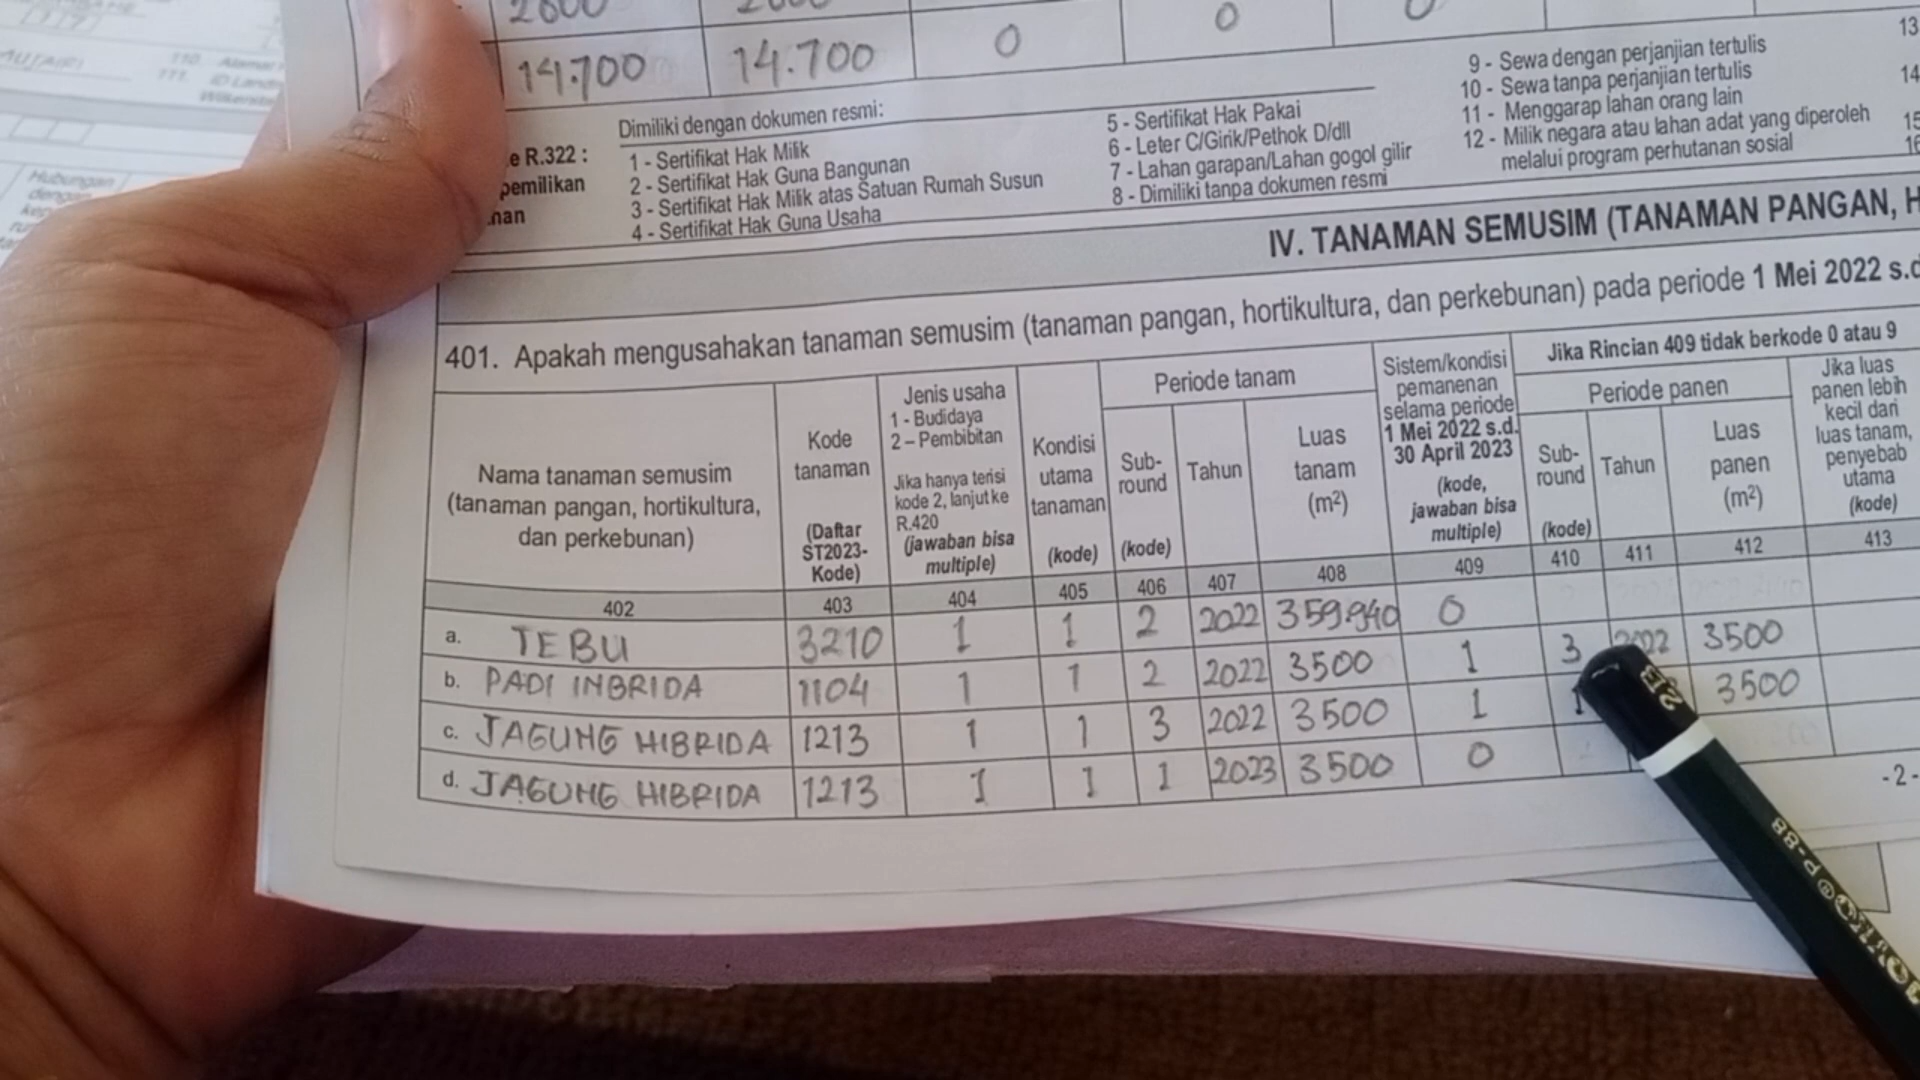 2600
14.700 14.700 0 0
e R.322 :
pemilikan
han
Dimiliki dengan dokumen resmi:
1 - Sertifikat Hak Milik
2 - Sertifikat Hak Guna Bangunan
3 - Sertifikat Hak Milik atas Satuan Rumah Susun
4 - Sertifikat Hak Guna Usaha
5 - Sertifikat Hak Pakai
6 - Leter C/Girik/Pethok D/dll
7 - Lahan garapan/Lahan gogol gilir
8 - Dimiliki tanpa dokumen resmi
9 - Sewa dengan perjanjian tertulis
10 - Sewa tanpa perjanjian tertulis
11 - Menggarap lahan orang lain
12 - Milik negara atau lahan adat yang diperoleh
melalui program perhutanan sosial
13
14
15
16
IV. TANAMAN SEMUSIM (TANAMAN PANGAN, H
401. Apakah mengusahakan tanaman semusim (tanaman pangan, hortikultura, dan perkebunan) pada periode 1 Mei 2022 s.d
Nama tanaman semusim
(tanaman pangan, hortikultura,
dan perkebunan)
Kode
tanaman
(Daftar
ST2023-
Kode)
Jenis usaha
1 - Budidaya
2 – Pembibitan
Jika hanya terisi
kode 2, lanjut ke
R.420
(jawaban bisa
multiple)
Kondisi
utama
tanaman
(kode)
Periode tanam
Sub-
round
(kode)
Tahun
Luas
tanam
(m²)
Sistem/kondisi
pemanenan
selama periode
1 Mei 2022 s.d.
30 April 2023
(kode,
jawaban bisa
multiple)
Jika Rincian 409 tidak berkode 0 atau 9
Periode panen
Sub-
round
(kode)
Tahun
Luas
panen
(m²)
Jika luas
panen lebih
kecil dari
luas tanam,
penyebab
utama
(kode)
402 403 404 405 406 407 408 409 410 411 412 413
a. TEBU 3210 1 1 2 2022 359.940 0
b. PADI INBRIDA 1104 1 1 2 2022 3500 1 3 2022 3500
c. JAGUNG HIBRIDA 1213 1 1 3 2022 3500 1 1 3500
d. JAGUNG HIBRIDA 1213 1 1 1 2023 3500 0
- 2 -
2B
P-88